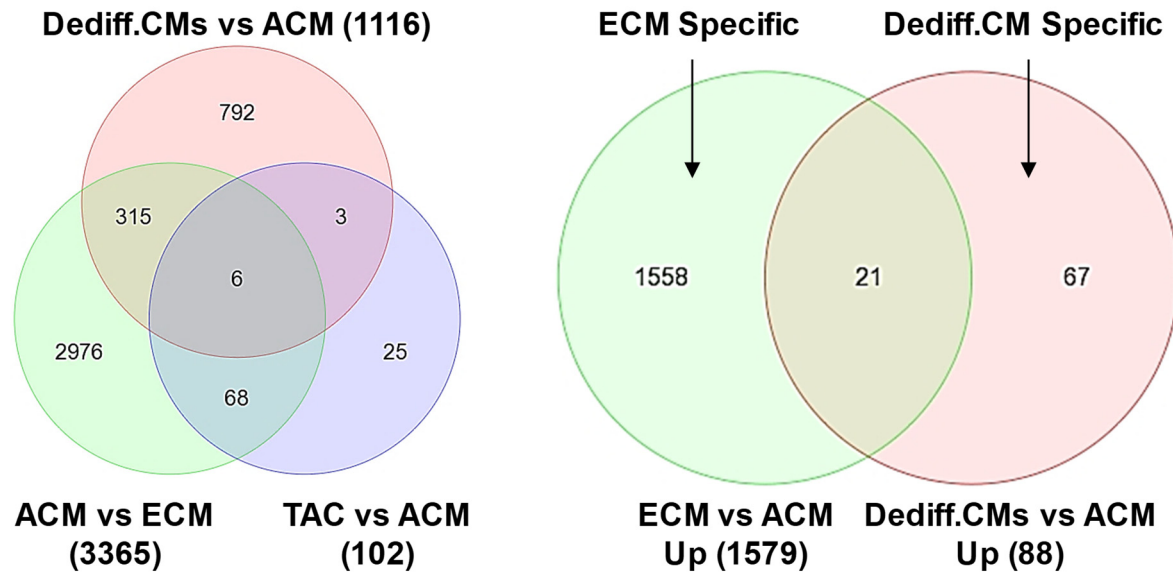 Dediff.CMs vs ACM (1116)
792
315
3
6
2976
25
68
ACM vs ECM
(3365)
TAC vs ACM
(102)
ECM Specific
Dediff.CM Specific
1558
21
67
ECM vs ACM
Up (1579)
Dediff.CMs vs ACM
Up (88)